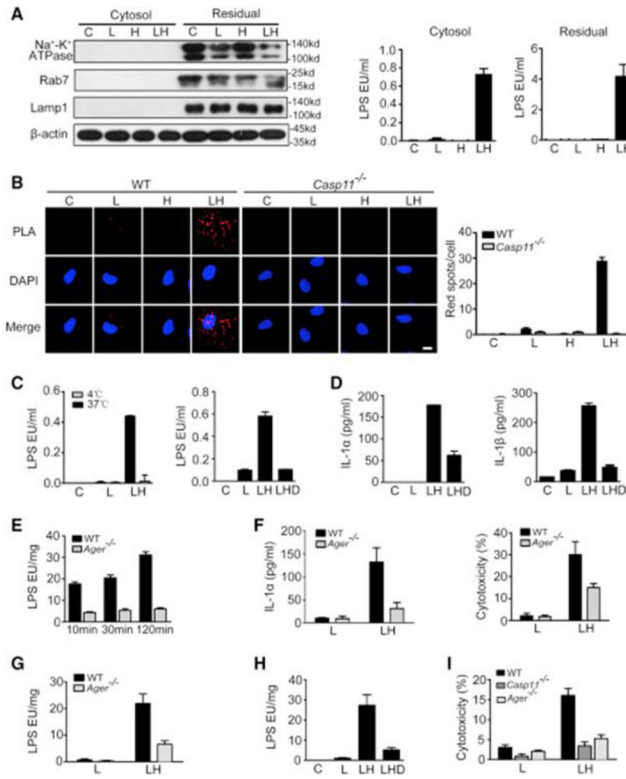 A
Cytosol Residual
C L H LH C L H LH
Na⁺-K⁺ ATPase
-140kd
-100kd
Rab7
-25kd
-15kd
Lamp1
-140kd
-100kd
β-actin
-45kd
-35kd
Cytosol
LPS EU/ml
1.0
0.8
0.6
0.4
0.2
0.0
C L H LH
Residual
LPS EU/ml
6
4
2
0
C L H LH
B
WT Casp11⁻/⁻
C L H LH C L H LH
PLA
DAPI
Merge
WT
Casp11⁻/⁻
Red spots/cell
40
30
20
10
0
C L H LH
C
4℃
37℃
LPS EU/ml
0.6
0.4
0.2
0.0
C L LH
LPS EU/ml
0.8
0.6
0.4
0.2
0.0
C L LH LHD
D
IL-1α (pg/ml)
200
150
100
50
0
C L LH LHD
IL-1β (pg/ml)
300
200
100
0
C L LH LHD
E
WT
Ager⁻/⁻
LPS EU/mg
40
30
20
10
0
10min 30min 120min
F
WT
Ager⁻/⁻
IL-1α (pg/ml)
200
150
100
50
0
L LH
WT
Ager⁻/⁻
Cytotoxicity (%)
40
30
20
10
0
L LH
G
WT
Ager⁻/⁻
LPS EU/mg
30
20
10
0
L LH
H
LPS EU/mg
40
30
20
10
0
C L LH LHD
I
WT
Casp11⁻/⁻
Ager⁻/⁻
Cytotoxicity (%)
20
15
10
5
0
L LH